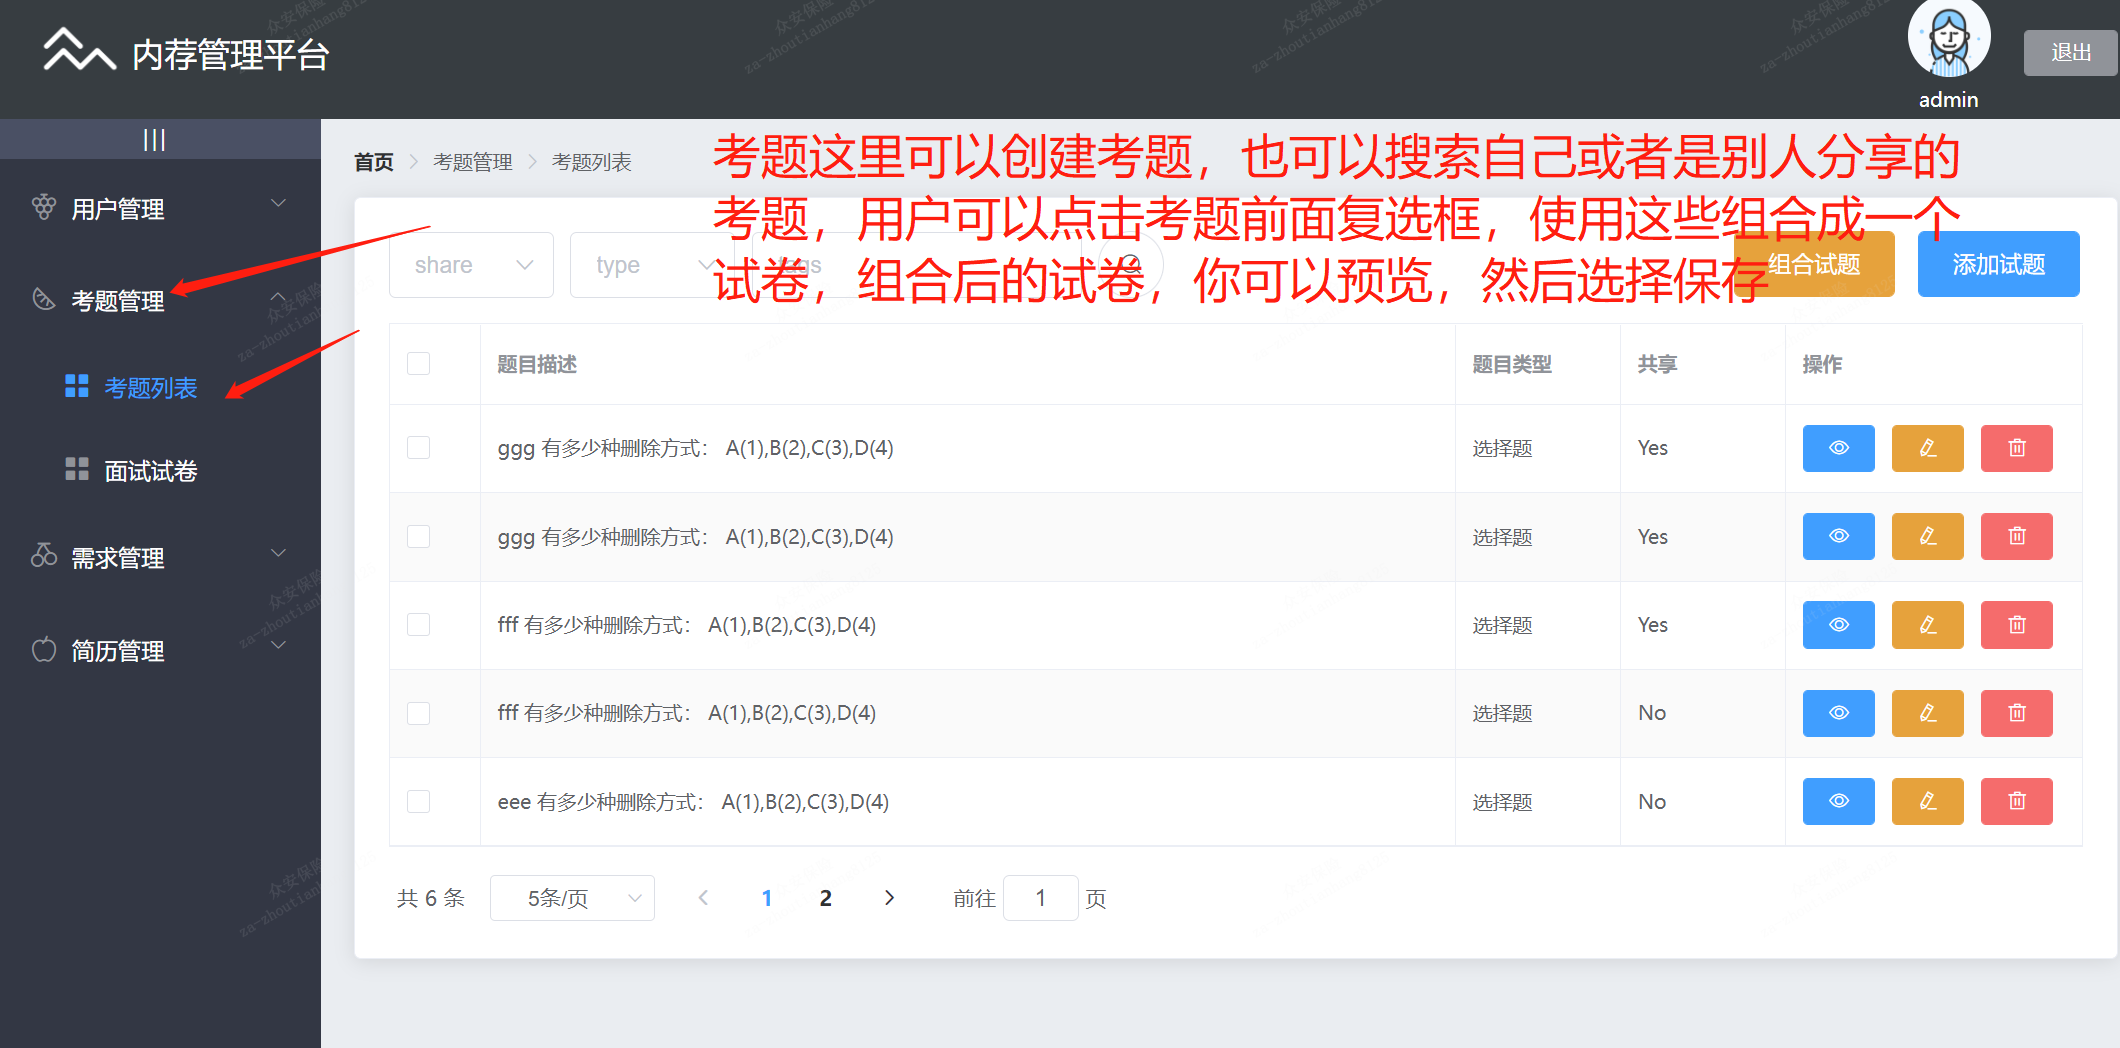 内荐管理平台
admin
退出
|||
用户管理
考题管理
考题列表
面试试卷
需求管理
简历管理
首页 > 考题管理 > 考题列表
考题这里可以创建考题，也可以搜索自己或者是别人分享的
考题，用户可以点击考题前面复选框，使用这些组合成一个
试卷，组合后的试卷，你可以预览，然后选择保存
share type tags 组合试题 添加试题
题目描述 题目类型 共享 操作
ggg 有多少种删除方式： A(1),B(2),C(3),D(4) 选择题 Yes
ggg 有多少种删除方式： A(1),B(2),C(3),D(4) 选择题 Yes
fff 有多少种删除方式： A(1),B(2),C(3),D(4) 选择题 Yes
fff 有多少种删除方式： A(1),B(2),C(3),D(4) 选择题 No
eee 有多少种删除方式： A(1),B(2),C(3),D(4) 选择题 No
共 6 条 5条/页 1 2 前往 1 页